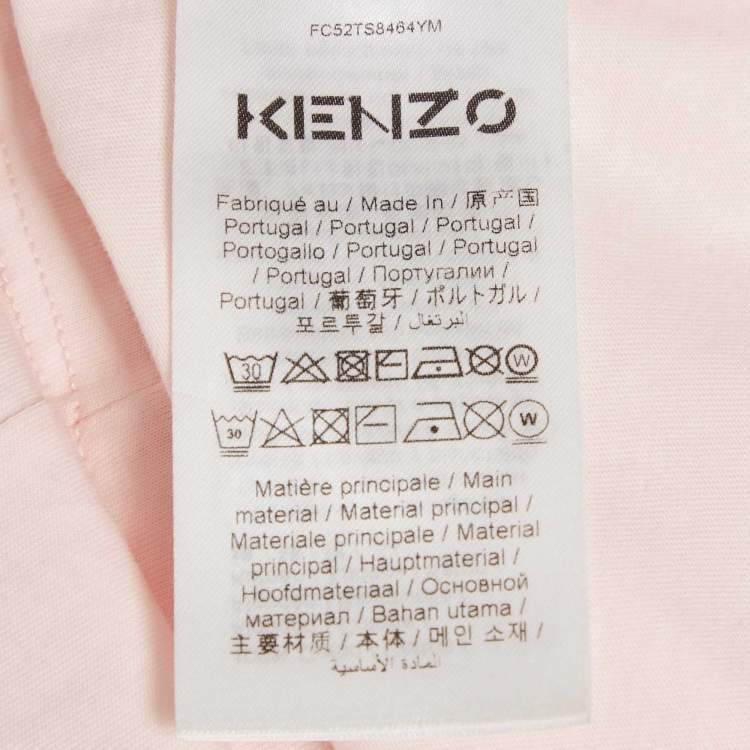 FC52TS8464YM
KENZO
Fabriqué au / Made In / 原产国
Portugal / Portugal / Portugal /
Portogallo / Portugal / Portugal
/ Portugal / Португалии /
Portugal / 葡萄牙 / ポルトガル /
포르투갈 / البرتغال /
30 W
30 W
Matière principale / Main
material / Material principal /
Materiale principale / Material
principal / Hauptmaterial /
Hoofdmateriaal / Основной
материал / Bahan utama /
主要材质 / 本体 / 메인 소재 /
المادة الأساسية /